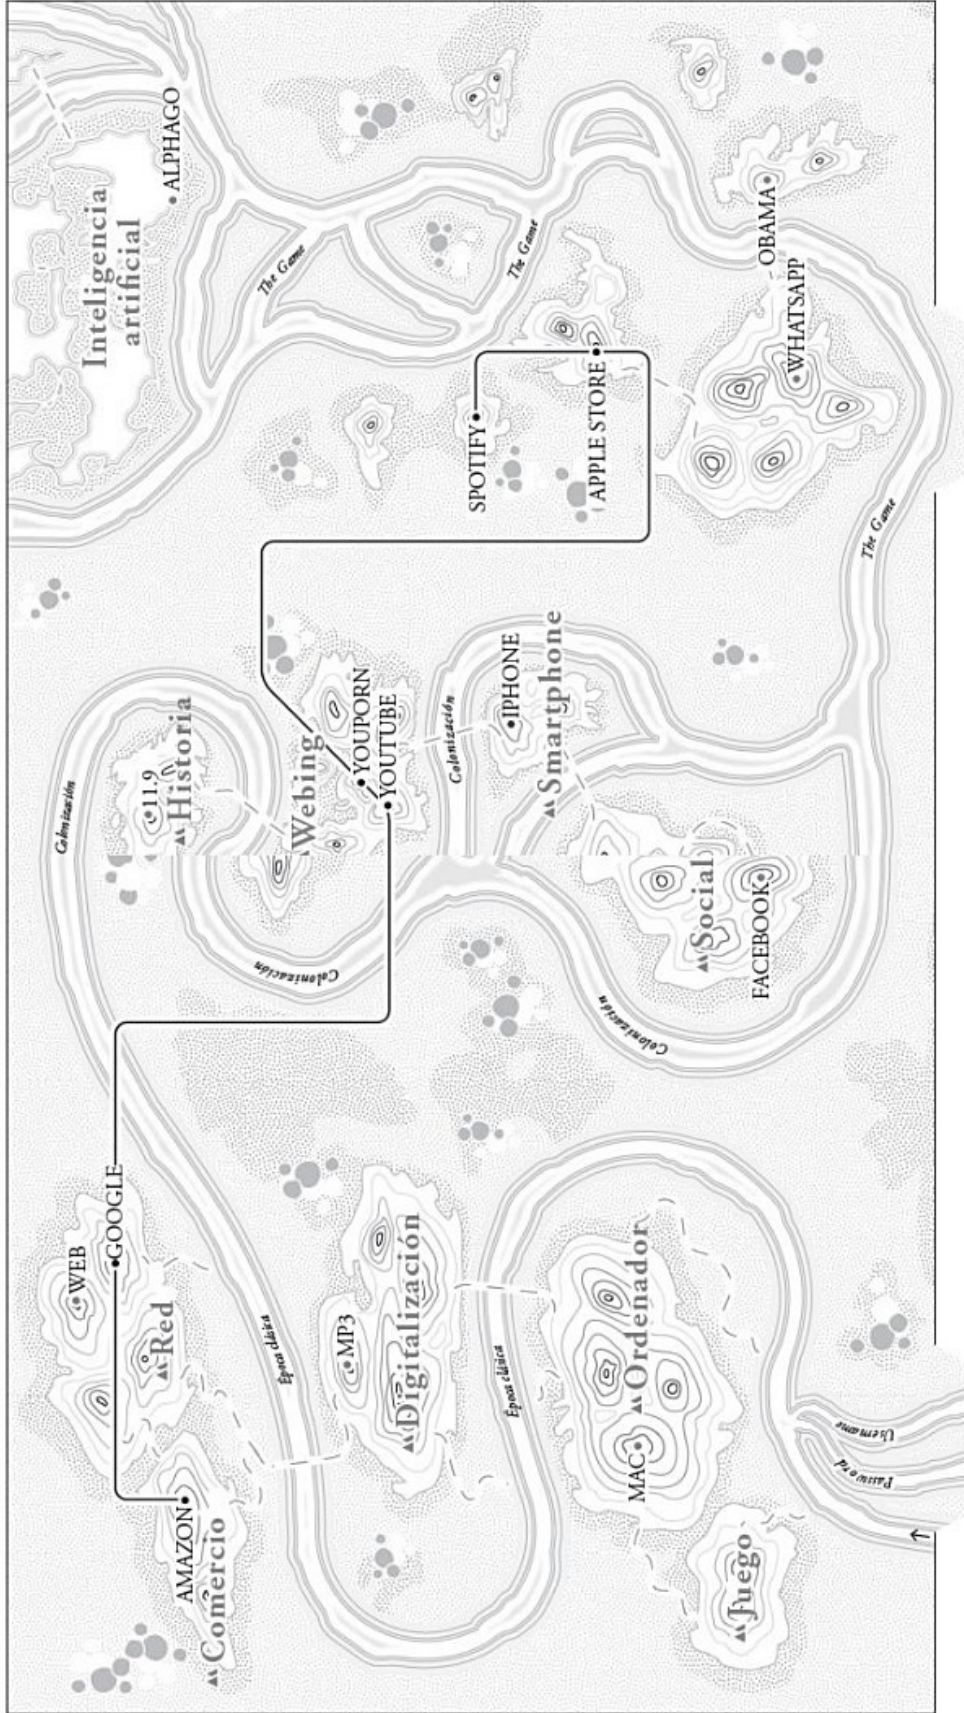 Inteligencia
artificial
ALPHAGO
The Game
The Game
OBAMA
WHATSAPP
SPOTIFY
APPLE STORE
The Game
Colonización
11.9
Historia
Webing
YOUPORN
YOUTUBE
Colonización
IPHONE
Smartphone
Colonización
Social
FACEBOOK
Colonización
WEB
GOOGLE
Red
AMAZON
Comercio
Época clásica
MP3
Digitalización
Época clásica
Ordenador
MAC
Juego
Password
Username